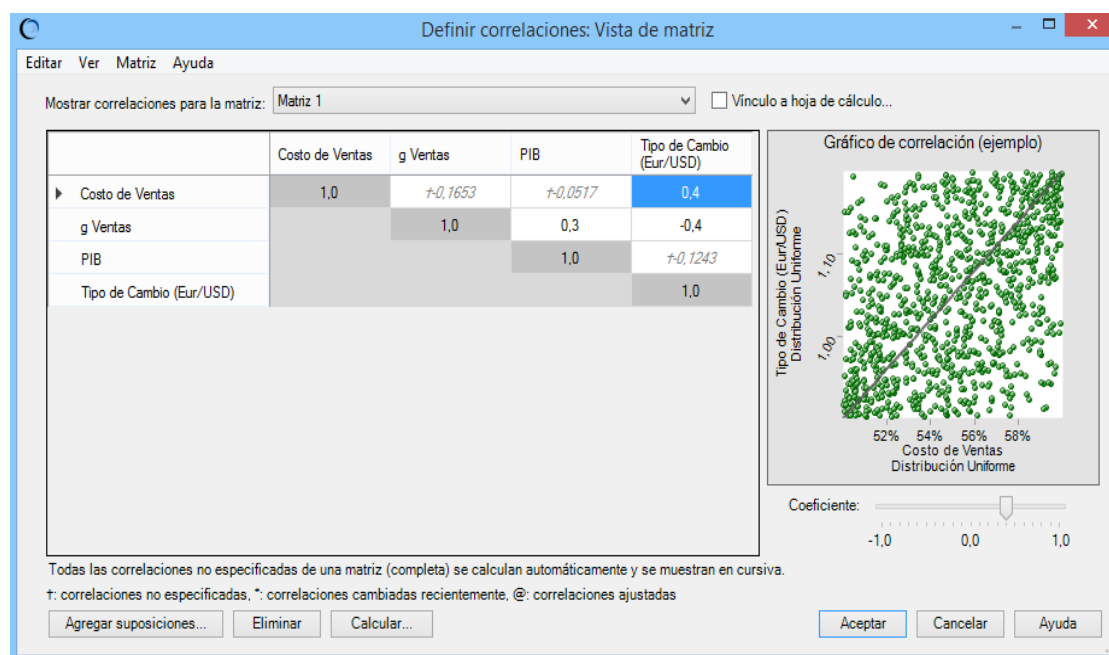 Definir correlaciones: Vista de matriz
Editar Ver Matriz Ayuda
Mostrar correlaciones para la matriz: Matriz 1 Vínculo a hoja de cálculo...
Costo de Ventas g Ventas PIB Tipo de Cambio (Eur/USD)
Costo de Ventas 1,0 †-0,1653 †-0,0517 0,4
g Ventas 1,0 0,3 -0,4
PIB 1,0 †-0,1243
Tipo de Cambio (Eur/USD) 1,0
Gráfico de correlación (ejemplo)
Tipo de Cambio (Eur/USD)
Distribución Uniforme
1,10
1,00
52% 54% 56% 58%
Costo de Ventas
Distribución Uniforme
Coeficiente:
-1,0 0,0 1,0
Todas las correlaciones no especificadas de una matriz (completa) se calculan automáticamente y se muestran en cursiva.
†: correlaciones no especificadas, *: correlaciones cambiadas recientemente, @: correlaciones ajustadas
Agregar suposiciones... Eliminar Calcular... Aceptar Cancelar Ayuda